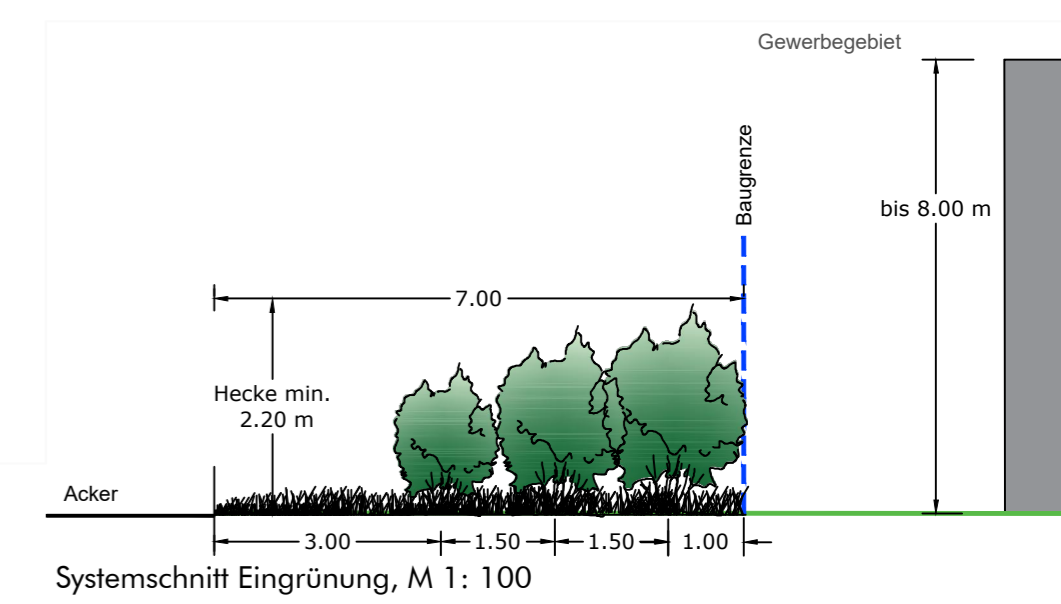 Gewerbegebiet
Baugrenze
bis 8.00 m
7.00
Hecke min.
2.20 m
Acker
3.00
1.50
1.50
1.00
Systemschnitt Eingrünung, M 1: 100